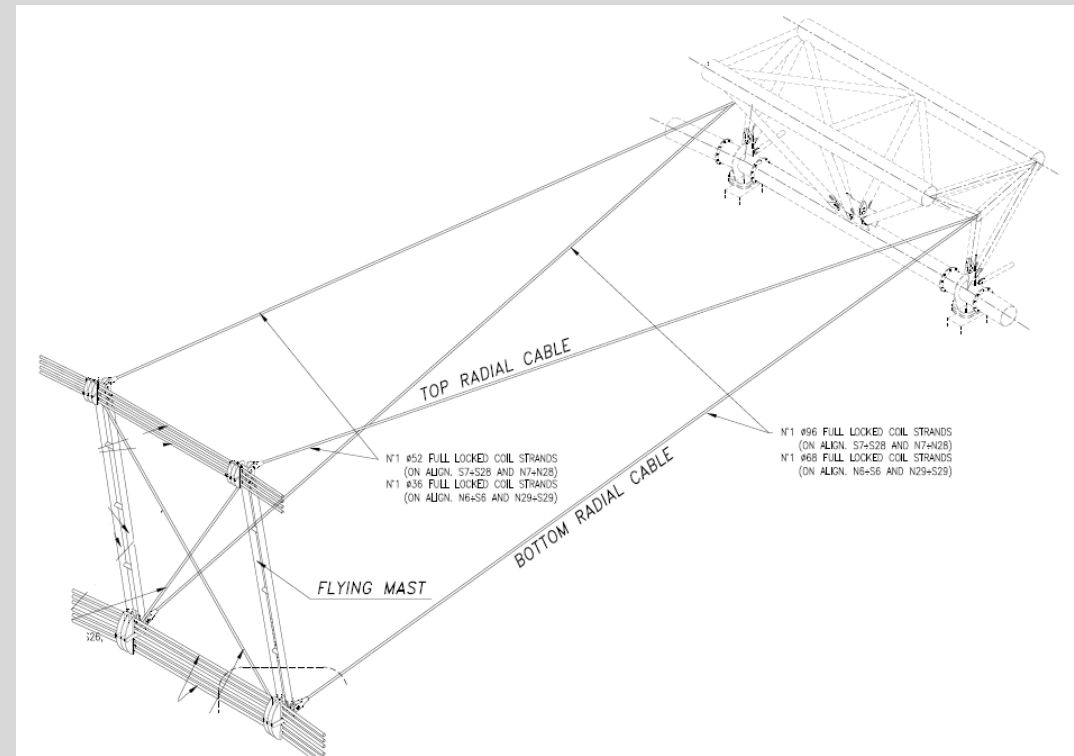 TOP RADIAL CABLE
N°1 ø52 FULL LOCKED COIL STRANDS
(ON ALIGN. S7÷S28 AND N7÷N28)
N°1 ø36 FULL LOCKED COIL STRANDS
(ON ALIGN. N6÷S6 AND N29÷S29)
N°1 ø96 FULL LOCKED COIL STRANDS
(ON ALIGN. S7÷S28 AND N7÷N28)
N°1 ø68 FULL LOCKED COIL STRANDS
(ON ALIGN. N6÷S6 AND N29÷S29)
BOTTOM RADIAL CABLE
FLYING MAST